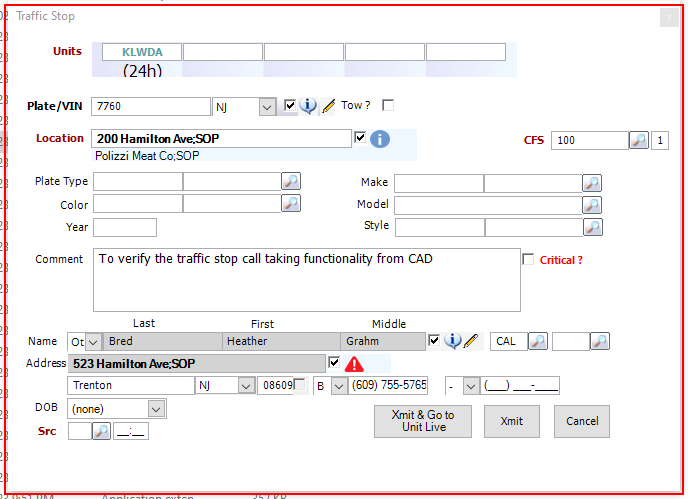 Traffic Stop
x
Units KLWDA
(24h)
Plate/VIN 7760 NJ Tow ?
Location 200 Hamilton Ave;SOP CFS 100 1
Polizzi Meat Co;SOP
Plate Type Make
Color Model
Year Style
Comment To verify the traffic stop call taking functionality from CAD Critical ?
Last First Middle
Name Ot Bred Heather Grahm CAL
Address 523 Hamilton Ave;SOP
Trenton NJ 08609 B (609) 755-5765 - (___) ___-____
DOB (none) Xmit & Go to
Unit Live Xmit Cancel
Src __:__